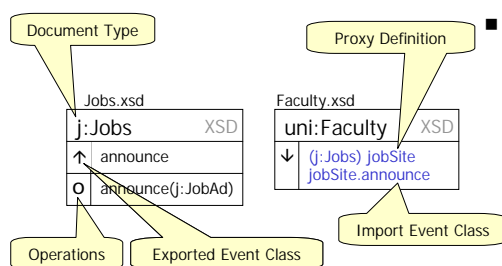 Document Type
Proxy Definition
Jobs.xsd
Faculty.xsd
j:Jobs XSD
uni:Faculty XSD
↑ announce
↓ (j:Jobs) jobSite
jobSite.announce
O announce(j:JobAd)
Import Event Class
Operations
Exported Event Class